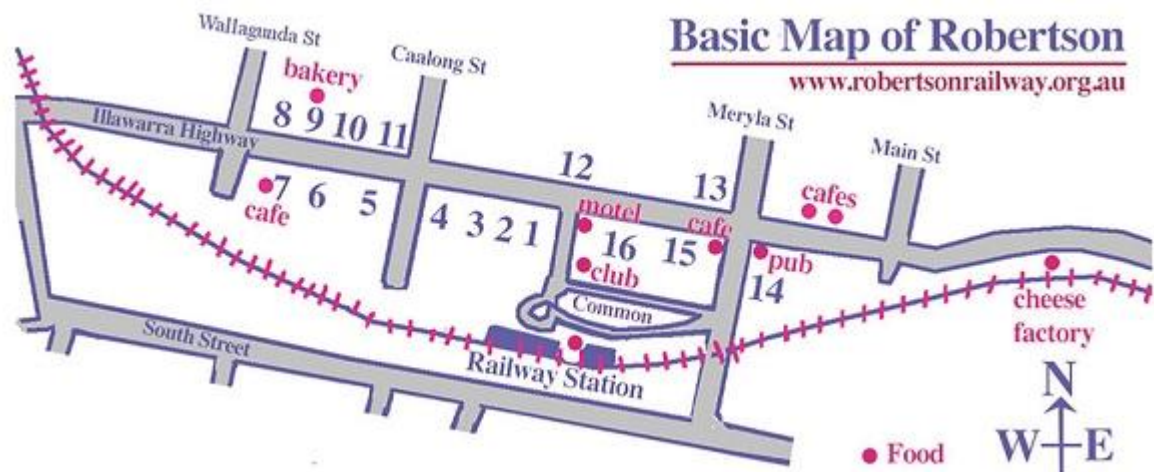 Basic Map of Robertson
www.robertsonrailway.org.au
Wallagunda St
Caalong St
bakery
8 9 10 11
Illawarra Highway
Meryla St
Main St
12
13
cafes
7 6 5
cafe
4 3 2 1
motel
cafe
16 15
club
pub
14
Common
cheese
factory
South Street
Railway Station
N
W E
Food